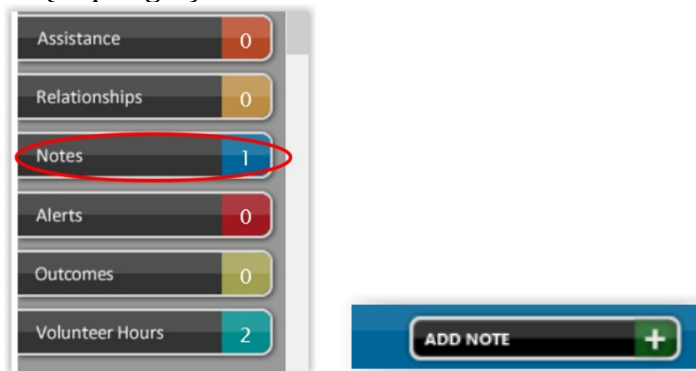 Assistance 0
Relationships 0
Notes 1
Alerts 0
Outcomes 0
Volunteer Hours 2
ADD NOTE +